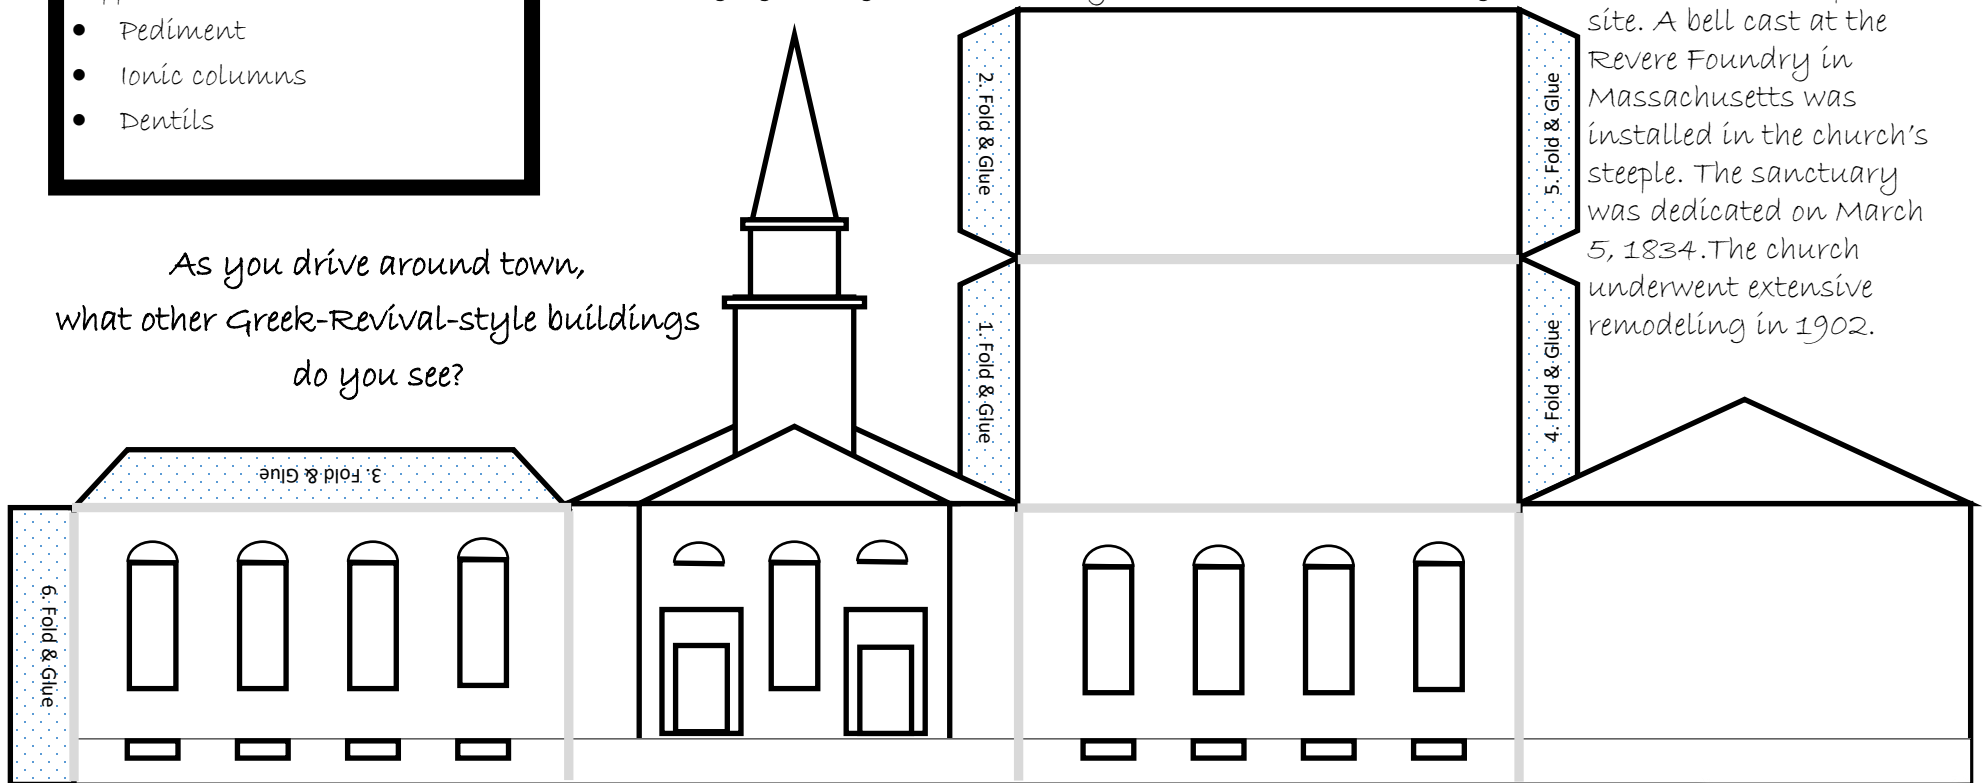 Pediment
Ionic columns
Dentils
As you drive around town,
what other Greek-Revival-style buildings
do you see?
2. Fold & Glue
5. Fold & Glue
1. Fold & Glue
4. Fold & Glue
3. Fold & Glue
6. Fold & Glue
site. A bell cast at the
Revere Foundry in
Massachusetts was
installed in the church's
steeple. The sanctuary
was dedicated on March
5, 1834.The church
underwent extensive
remodeling in 1902.